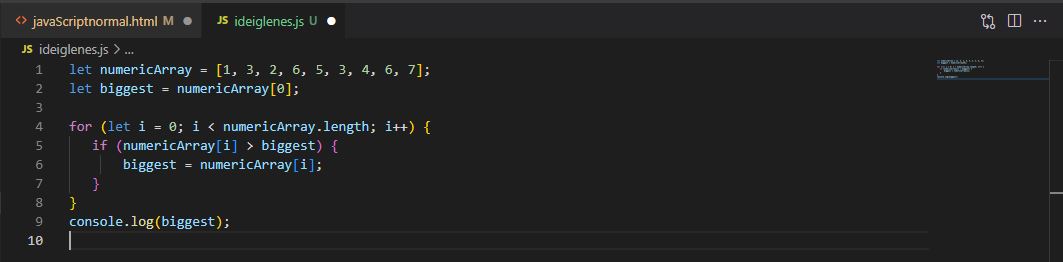 <> javaScriptnormal.html M ● JS ideiglenes.js U ●
JS ideiglenes.js > ...
1 let numericArray = [1, 3, 2, 6, 5, 3, 4, 6, 7];
2 let biggest = numericArray[0];
3
4 for (let i = 0; i < numericArray.length; i++) {
5 if (numericArray[i] > biggest) {
6 biggest = numericArray[i];
7 }
8 }
9 console.log(biggest);
10